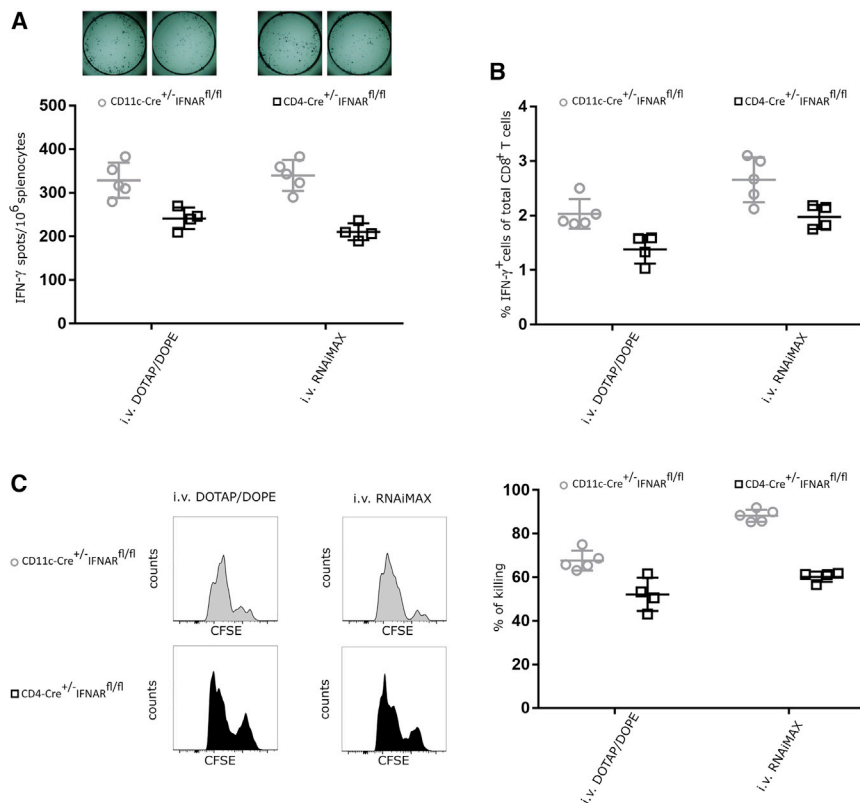 A
CD11c-Cre+/-IFNARfl/fl
CD4-Cre+/-IFNARfl/fl
500
400
300
200
100
0
IFN-γ spots/10^6 splenocytes
i.v. DOTAP/DOPE
i.v. RNAiMAX
B
CD11c-Cre+/-IFNARfl/fl
CD4-Cre+/-IFNARfl/fl
4
3
2
1
0
% IFN-γ+cells of total CD8+ T cells
i.v. DOTAP/DOPE
i.v. RNAiMAX
C
i.v. DOTAP/DOPE
i.v. RNAiMAX
CD11c-Cre+/-IFNARfl/fl
counts
CFSE
counts
CFSE
CD4-Cre+/-IFNARfl/fl
counts
CFSE
counts
CFSE
CD11c-Cre+/-IFNARfl/fl
CD4-Cre+/-IFNARfl/fl
100
80
60
40
20
0
% of killing
i.v. DOTAP/DOPE
i.v. RNAiMAX